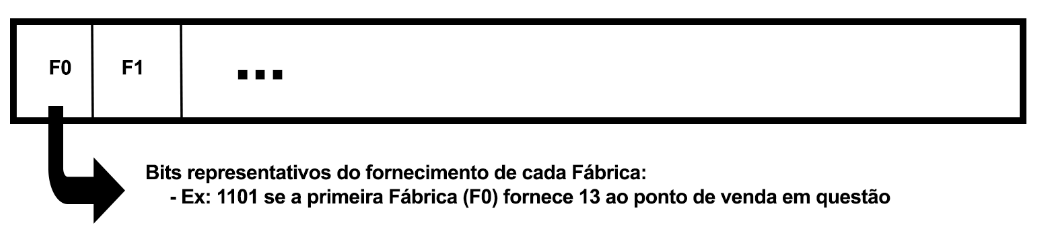 F0 F1 ...
Bits representativos do fornecimento de cada Fábrica:
- Ex: 1101 se a primeira Fábrica (F0) fornece 13 ao ponto de venda em questão